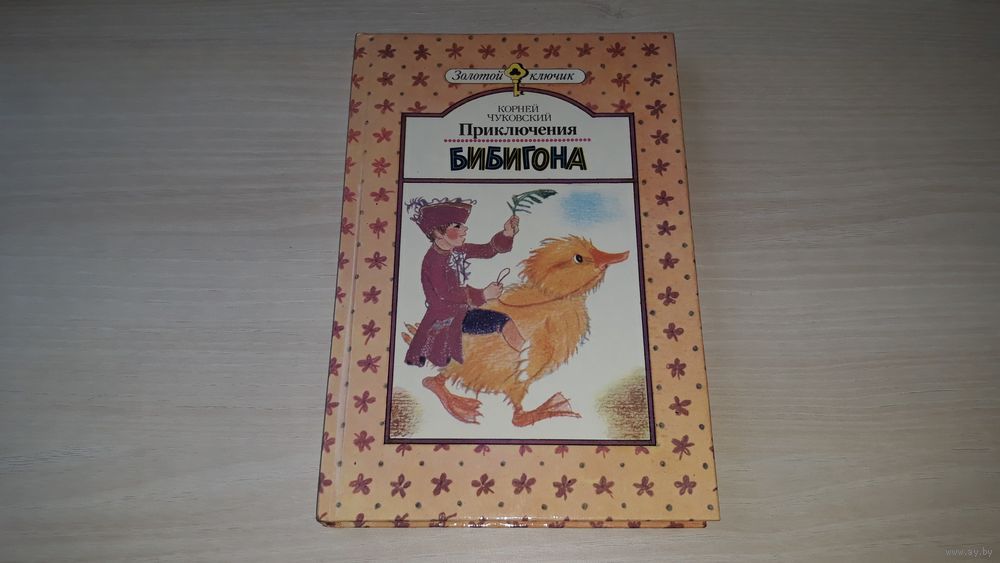 Золотой ключик
КОРНЕЙ
ЧУКОВСКИЙ
Приключения
БИБИГОНА
www.ay.by